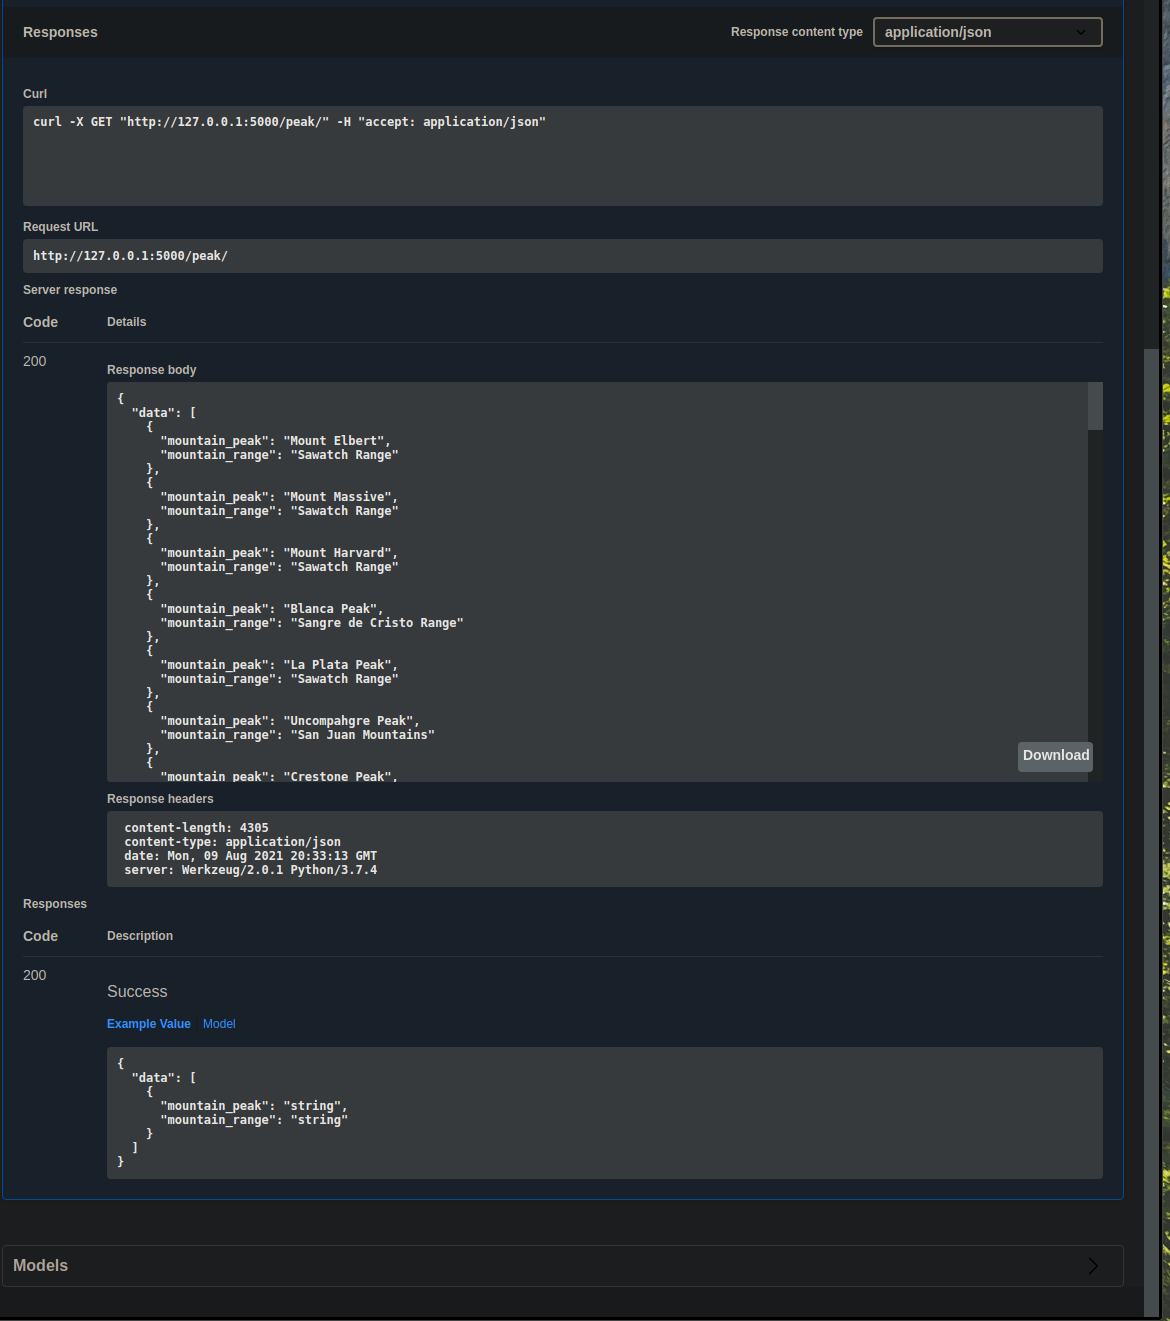 Responses
Response content type application/json
Curl
curl -X GET "http://127.0.0.1:5000/peak/" -H "accept: application/json"
Request URL
http://127.0.0.1:5000/peak/
Server response
Code Details
200
Response body
{
  "data": [
    {
      "mountain_peak": "Mount Elbert",
      "mountain_range": "Sawatch Range"
    },
    {
      "mountain_peak": "Mount Massive",
      "mountain_range": "Sawatch Range"
    },
    {
      "mountain_peak": "Mount Harvard",
      "mountain_range": "Sawatch Range"
    },
    {
      "mountain_peak": "Blanca Peak",
      "mountain_range": "Sangre de Cristo Range"
    },
    {
      "mountain_peak": "La Plata Peak",
      "mountain_range": "Sawatch Range"
    },
    {
      "mountain_peak": "Uncompahgre Peak",
      "mountain_range": "San Juan Mountains"
    },
    {
      "mountain_peak": "Crestone Peak",
Download
Response headers
content-length: 4305
content-type: application/json
date: Mon, 09 Aug 2021 20:33:13 GMT
server: Werkzeug/2.0.1 Python/3.7.4
Responses
Code Description
200
Success
Example Value Model
{
  "data": [
    {
      "mountain_peak": "string",
      "mountain_range": "string"
    }
  ]
}
Models